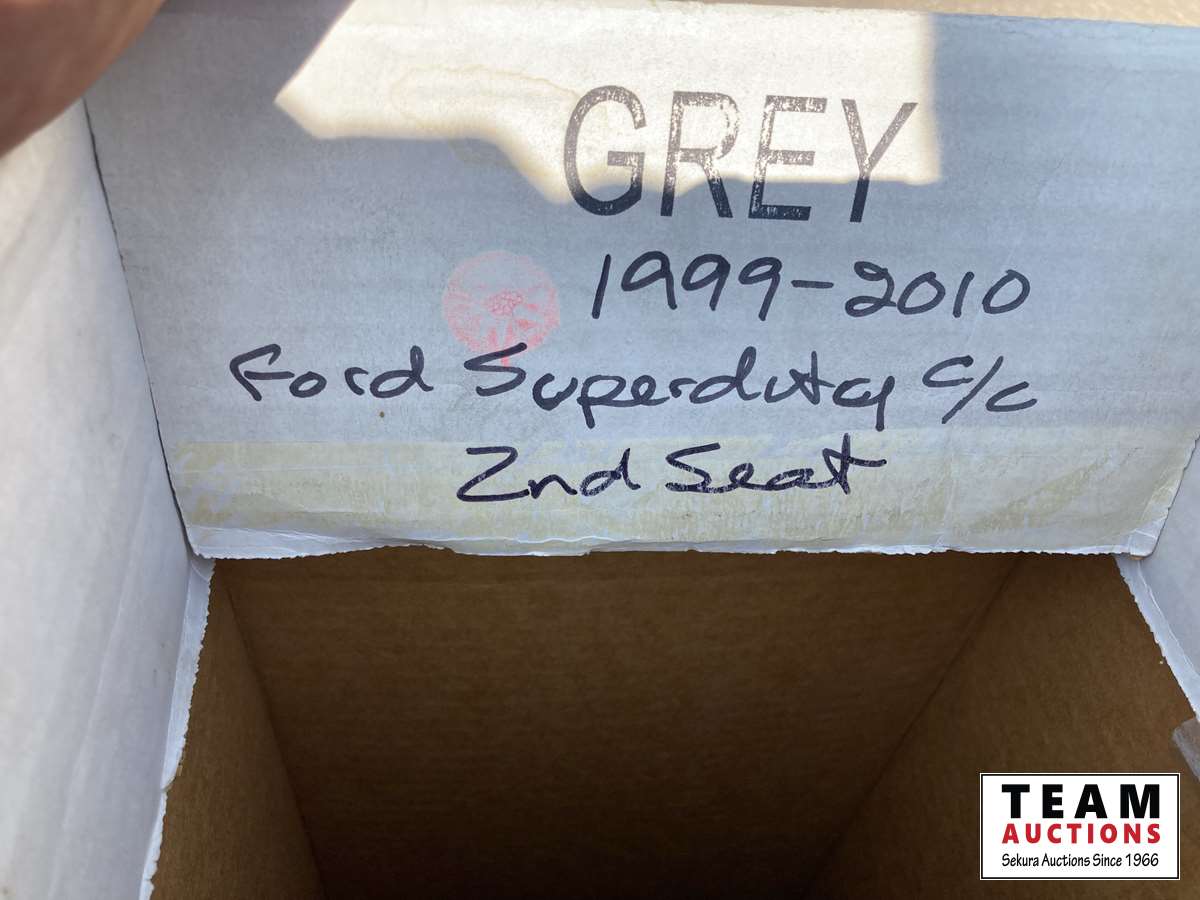 GREY
1999-2010
Ford Superduty c/c
2nd Seat
TEAM
AUCTIONS
Sekura Auctions Since 1966